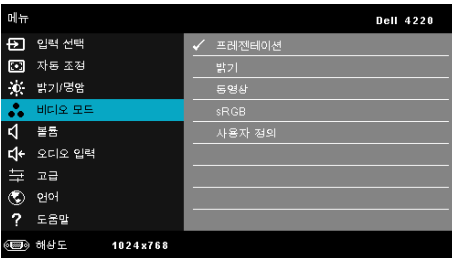 메뉴
Dell 4220
입력 선택
자동 조정
밝기/명암
비디오 모드
볼륨
오디오 입력
고급
언어
? 도움말
해상도 1024x768
✓ 프레젠테이션
밝기
동영상
sRGB
사용자 정의